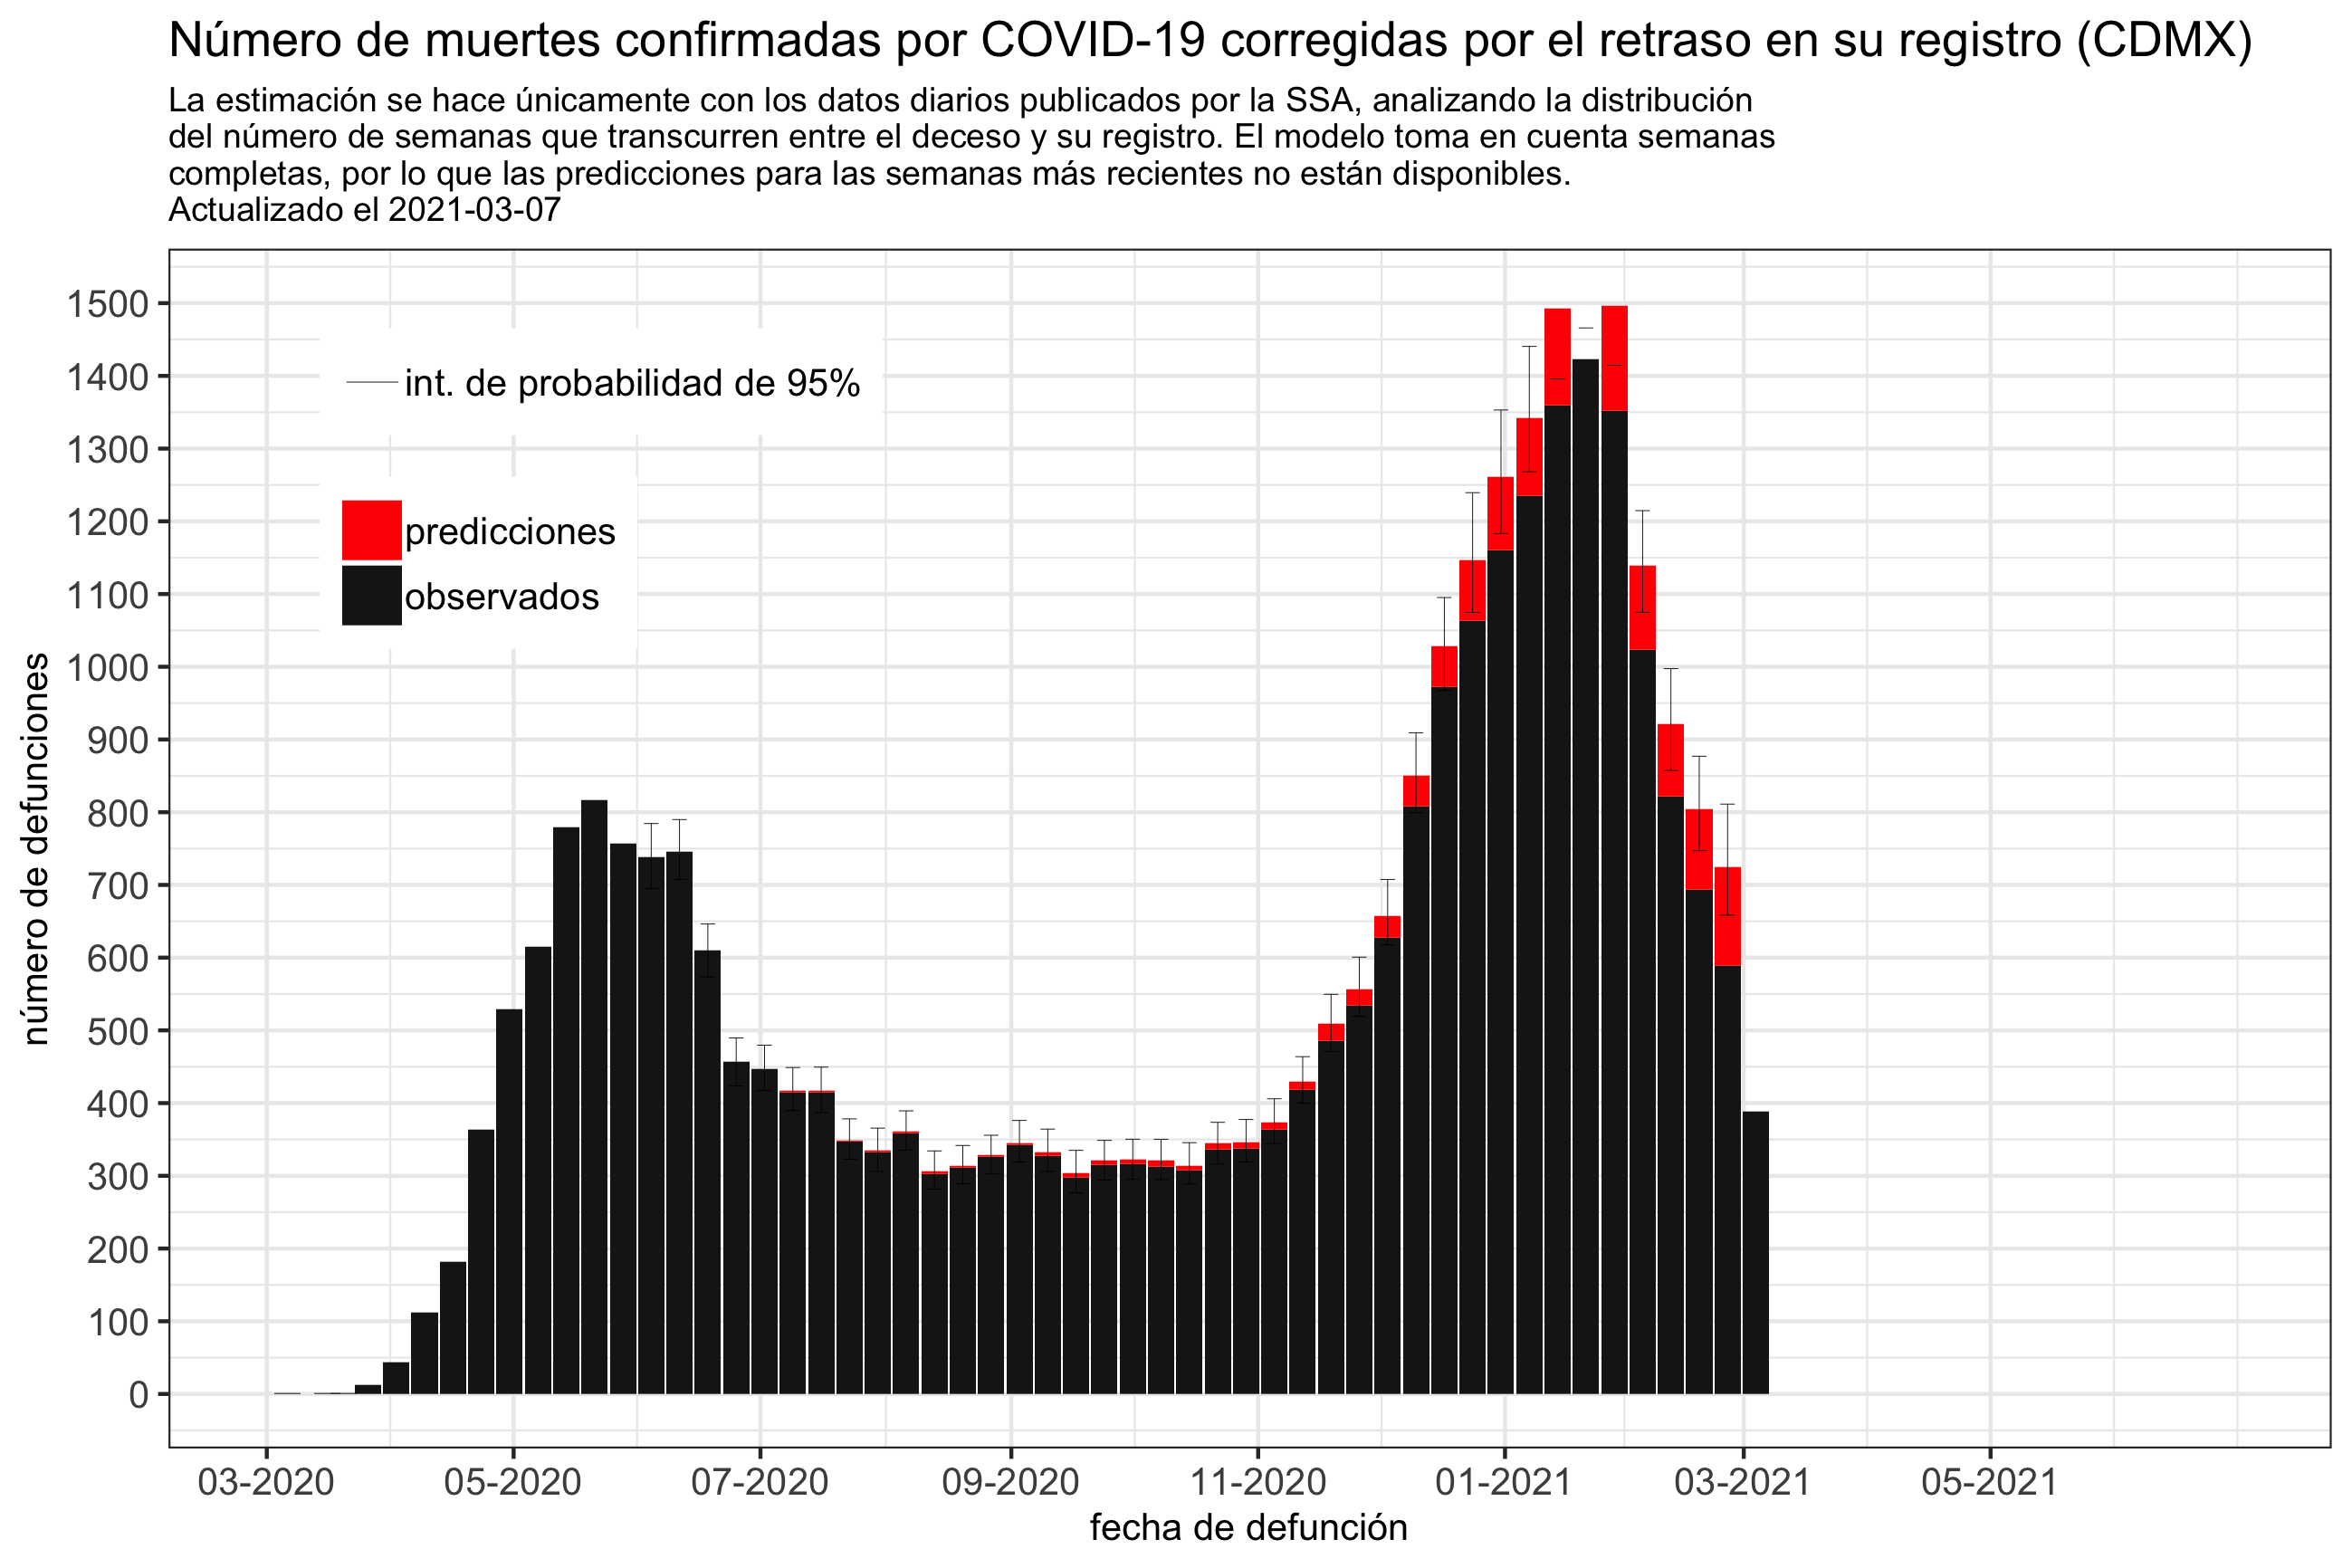 Número de muertes confirmadas por COVID-19 corregidas por el retraso en su registro (CDMX)
La estimación se hace únicamente con los datos diarios publicados por la SSA, analizando la distribución
del número de semanas que transcurren entre el deceso y su registro. El modelo toma en cuenta semanas
completas, por lo que las predicciones para las semanas más recientes no están disponibles.
Actualizado el 2021-03-07
1500
1400
1300
1200
1100
1000
900
800
700
600
500
400
300
200
100
0
número de defunciones
int. de probabilidad de 95%
predicciones
observados
03-2020 05-2020 07-2020 09-2020 11-2020 01-2021 03-2021 05-2021
fecha de defunción